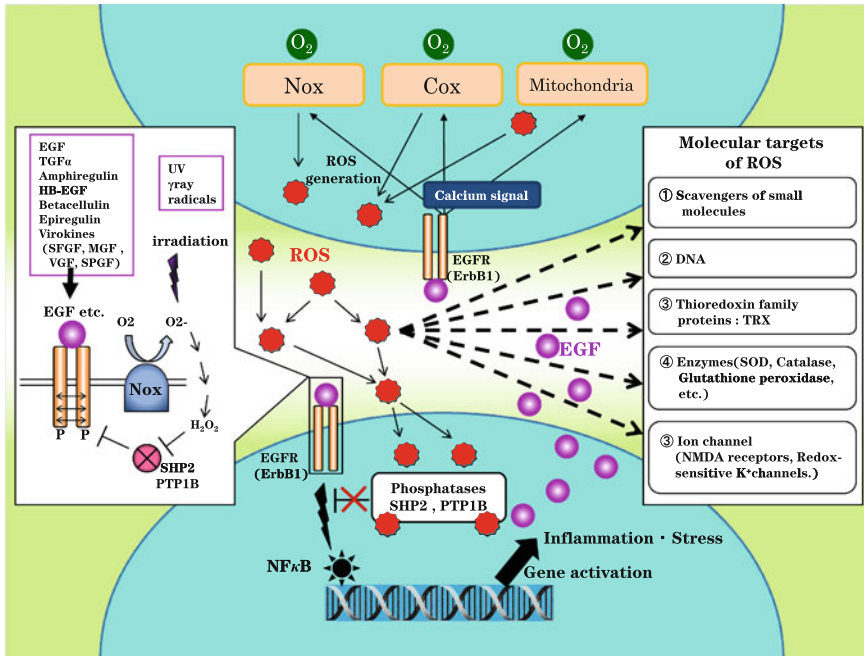 O2
O2
O2
Nox
Cox
Mitochondria
ROS
generation
Calcium signal
EGFR
(ErbB1)
EGF
TGFα
Amphiregulin
HB-EGF
Betacellulin
Epiregulin
Virokines
(SFGF, MGF ,
VGF, SPGF)
UV
γray
radicals
irradiation
EGF etc.
O2
O2-
Nox
P
P
H2O2
SHP2
PTP1B
ROS
EGF
EGFR
(ErbB1)
Phosphatases
SHP2 , PTP1B
NFκB
Inflammation・Stress
Gene activation
Molecular targets
of ROS
① Scavengers of small
molecules
② DNA
③ Thioredoxin family
proteins : TRX
④ Enzymes(SOD, Catalase,
Glutathione peroxidase,
etc.)
③ Ion channel
(NMDA receptors, Redox-
sensitive K+channels.)